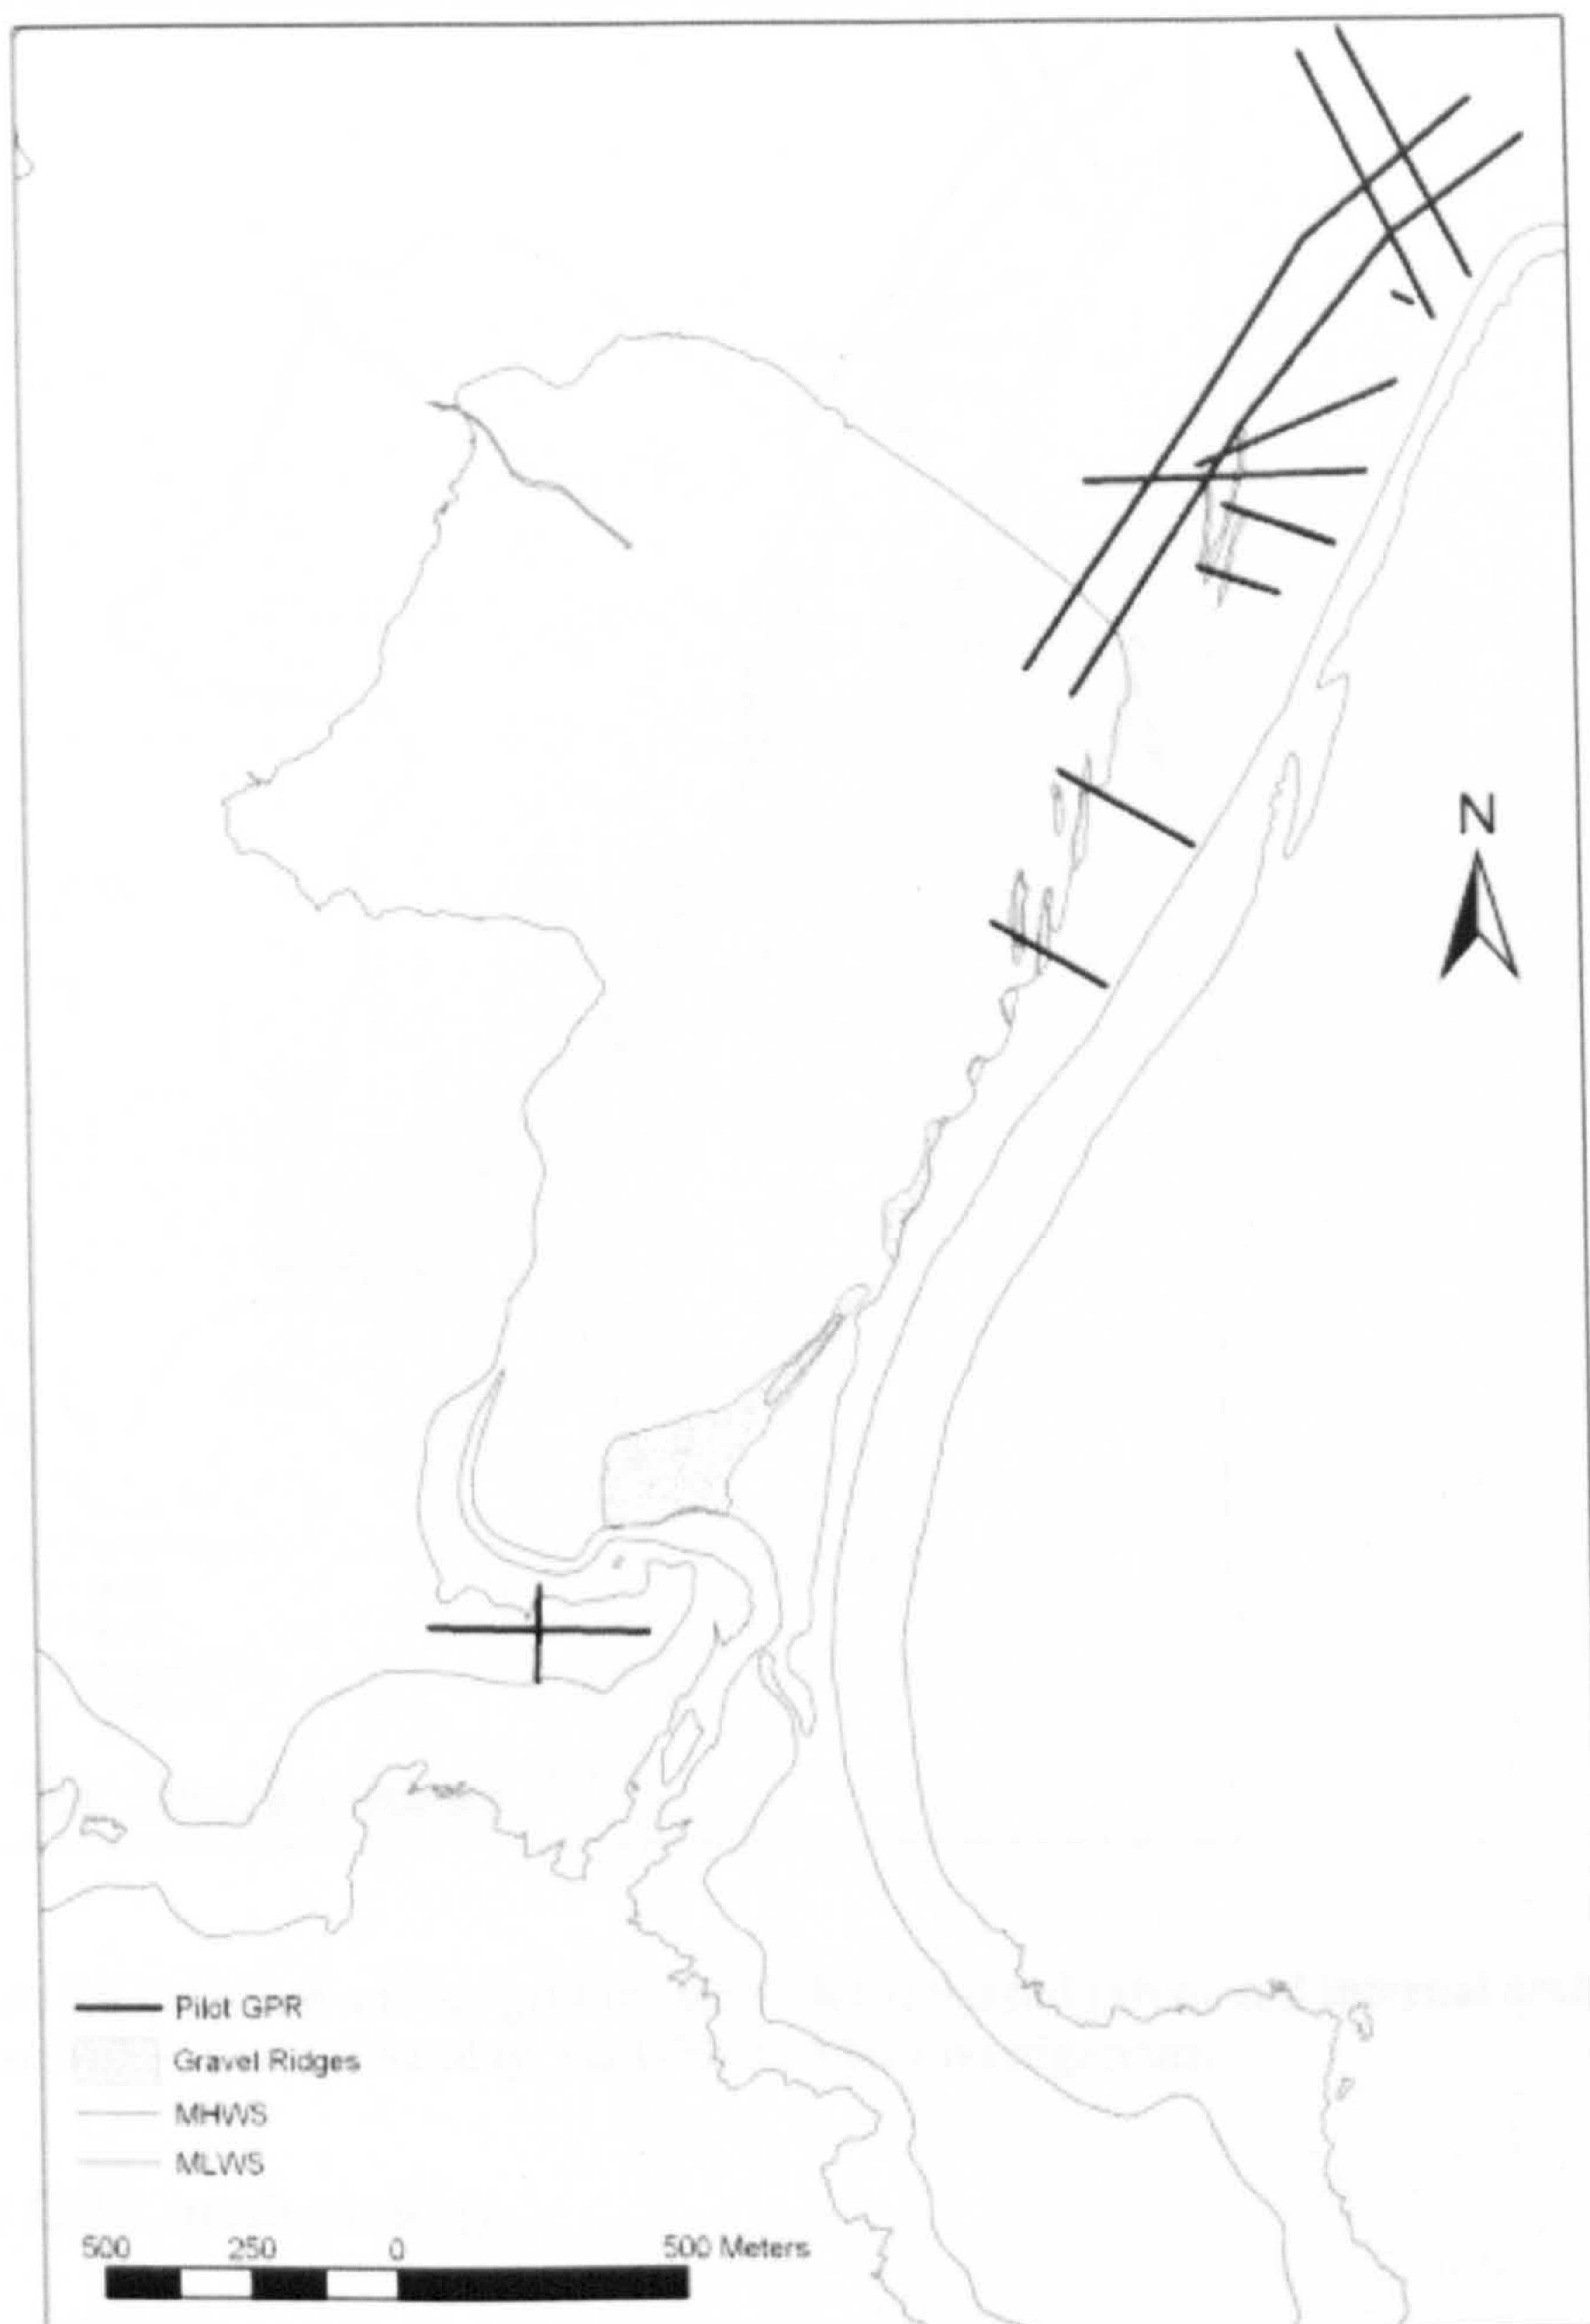 N
Pilot GPR
Gravel Ridges
MHWS
MLWS
500 250 0 500 Meters